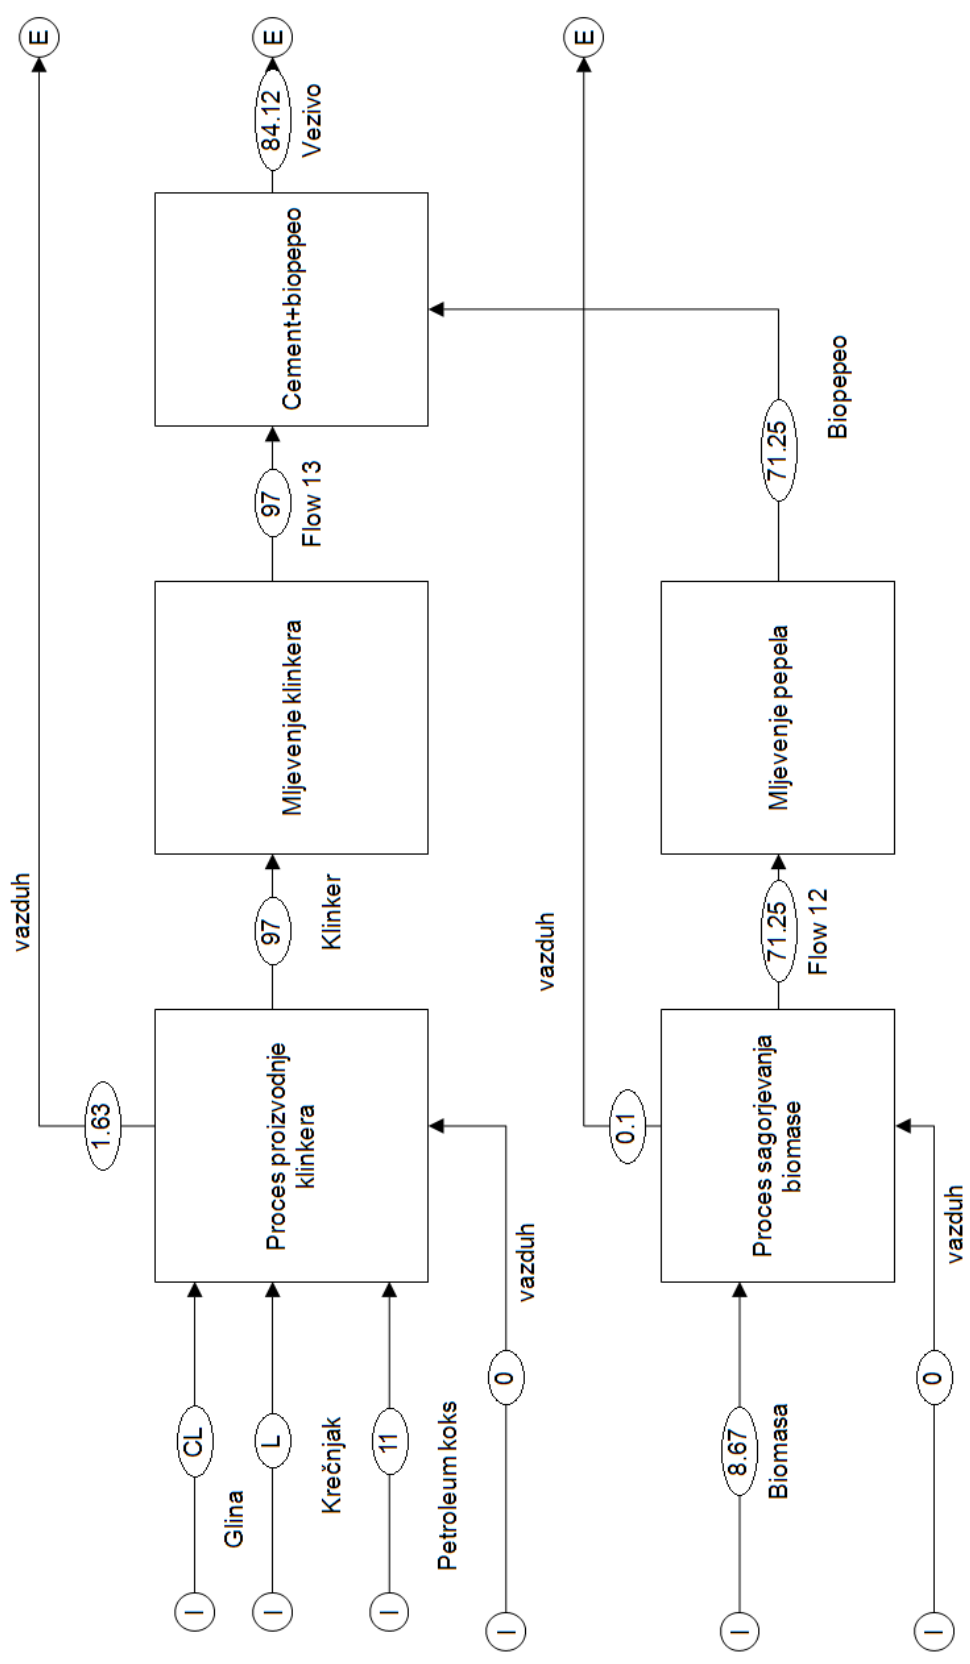 vazduh
E
1.63
I
CL
Glina
I
L
Krečnjak
I
11
Petroleum koks
I
0
vazduh
Proces proizvodnje
klinkera
97
Klinker
Mljevenje klinkera
97
Flow 13
Cement+biopepeo
84.12
Vezivo
E
vazduh
E
0.1
I
8.67
Biomasa
I
0
vazduh
Proces sagorjevanja
biomase
71.25
Flow 12
Mljevenje pepela
71.25
Biopepeo